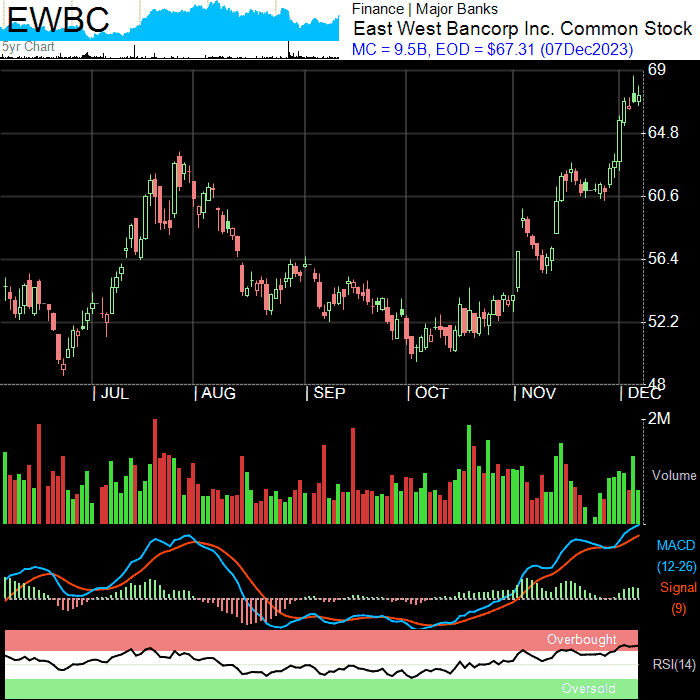 EWBC
5yr Chart
Finance | Major Banks
East West Bancorp Inc. Common Stock
MC = 9.5B, EOD = $67.31 (07Dec2023)
69
64.8
60.6
56.4
52.2
48
| JUL | AUG | SEP | OCT | NOV | DEC
2M
Volume
MACD
(12-26)
Signal
(9)
Overbought
RSI(14)
Oversold